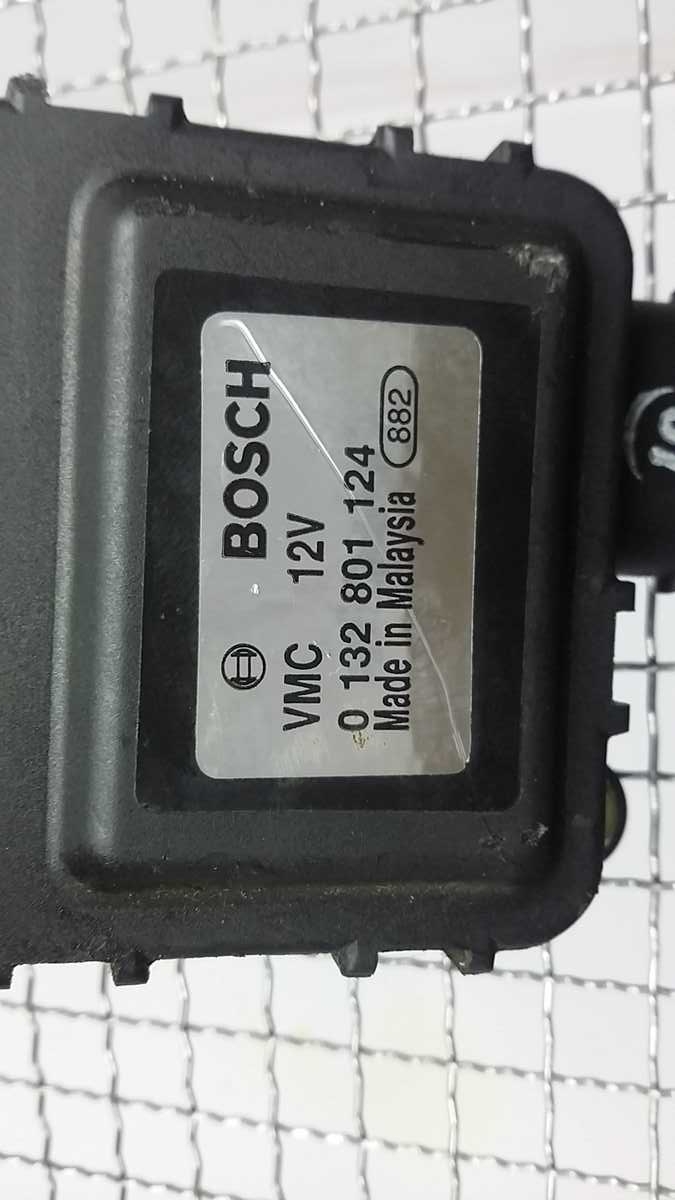 BOSCH
VMC 12V
0 132 801 124
Made in Malaysia 882